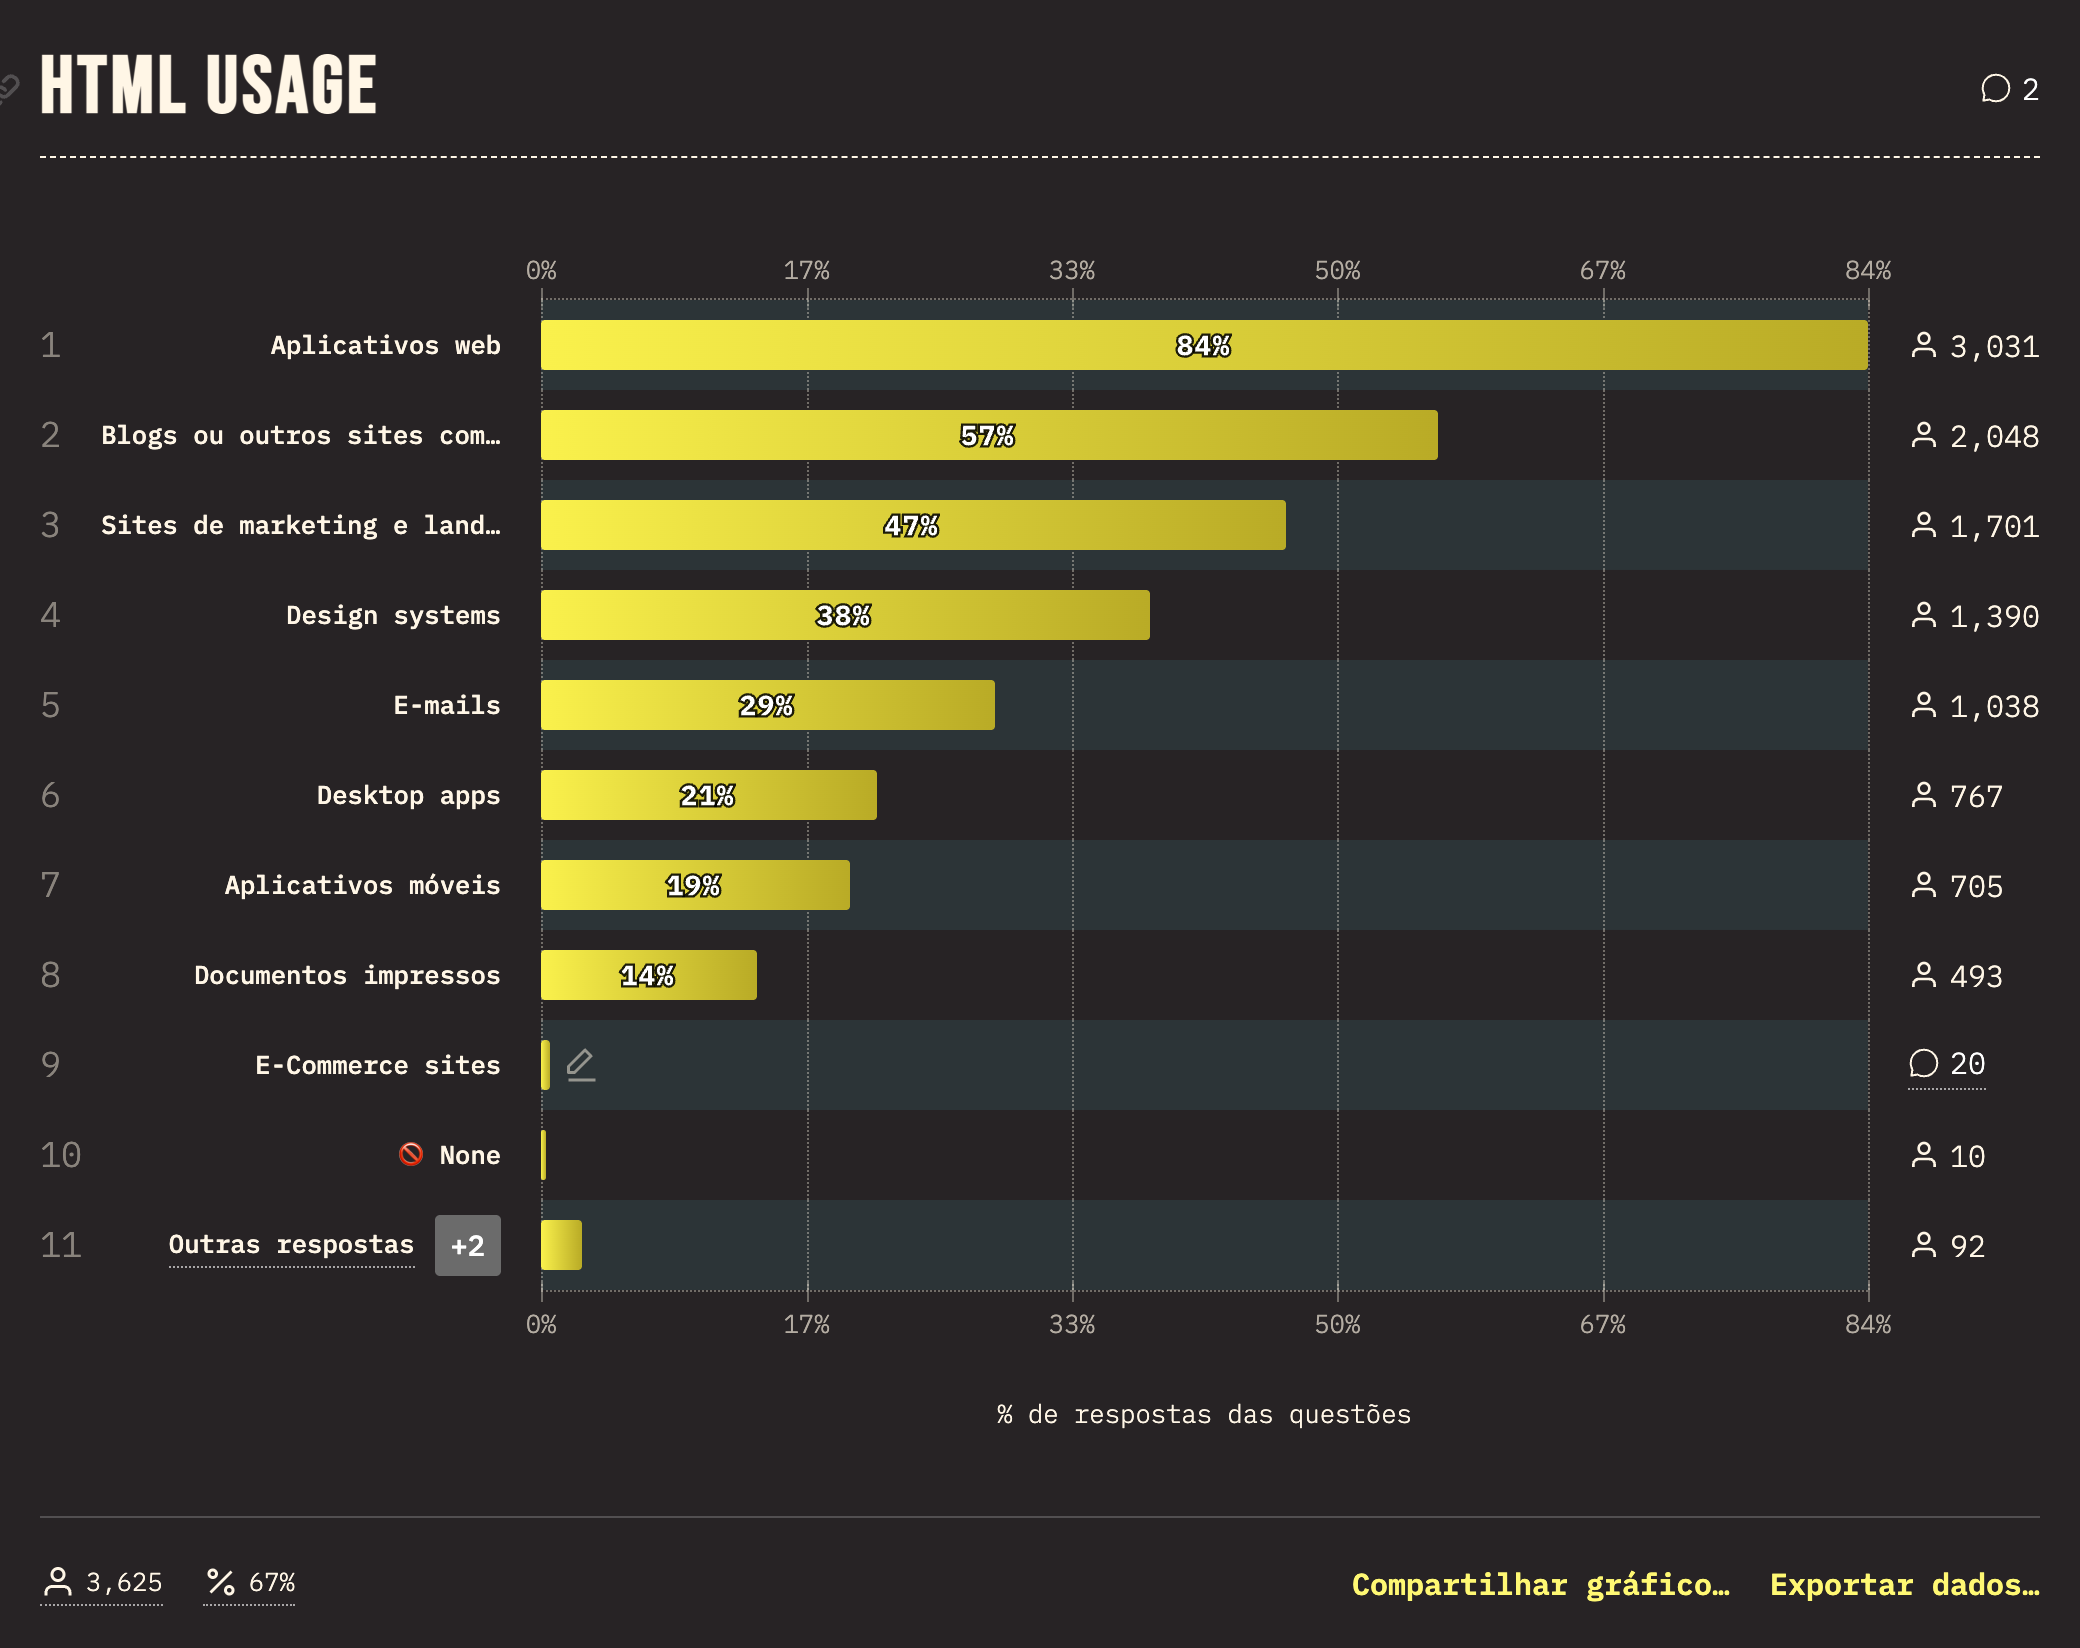 HTML USAGE
2
0% 17% 33% 50% 67% 84%
1 Aplicativos web 84% 3,031
2 Blogs ou outros sites com… 57% 2,048
3 Sites de marketing e land… 47% 1,701
4 Design systems 38% 1,390
5 E-mails 29% 1,038
6 Desktop apps 21% 767
7 Aplicativos móveis 19% 705
8 Documentos impressos 14% 493
9 E-Commerce sites 20
10 None 10
11 Outras respostas +2 92
0% 17% 33% 50% 67% 84%
% de respostas das questões
3,625 % 67% Compartilhar gráfico… Exportar dados…